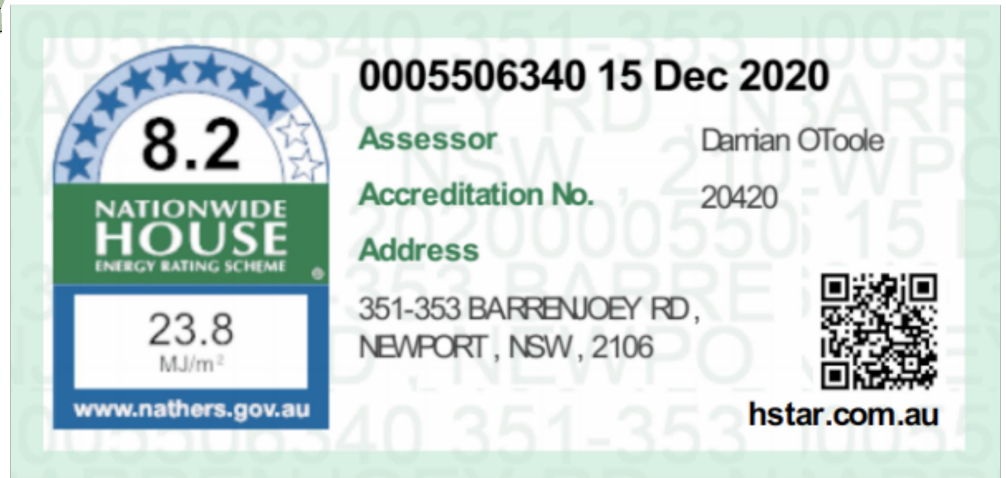 0005506340 15 Dec 2020
8.2
NATIONWIDE
HOUSE
ENERGY RATING SCHEME
23.8
MJ/m²
www.nathers.gov.au
Assessor Damian OToole
Accreditation No. 20420
Address
351-353 BARRENJOEY RD ,
NEWPORT , NSW , 2106
hstar.com.au